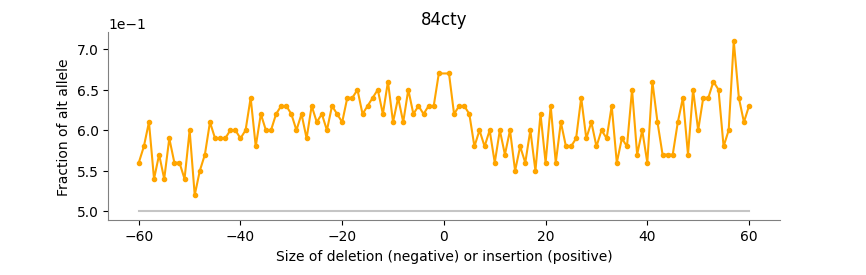 84cty
1e−1
Fraction of alt allele
7.0
6.5
6.0
5.5
5.0
−60 −40 −20 0 20 40 60
Size of deletion (negative) or insertion (positive)